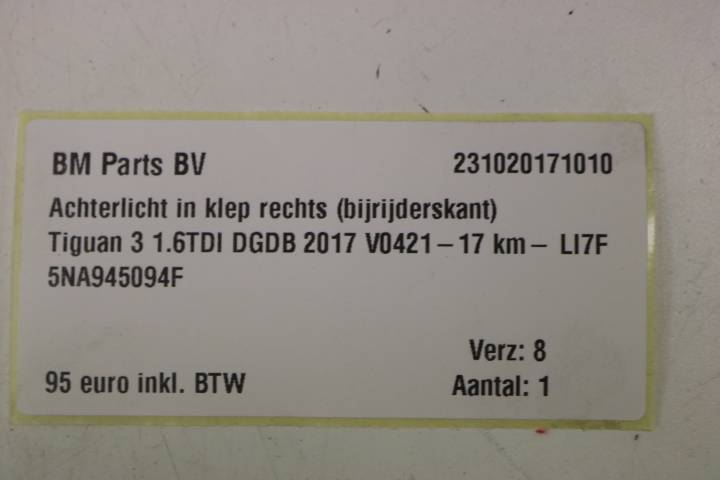 BM Parts BV 231020171010
Achterlicht in klep rechts (bijrijderskant)
Tiguan 3 1.6TDI DGDB 2017 V0421 – 17 km – LI7F
5NA945094F
Verz: 8
95 euro inkl. BTW Aantal: 1